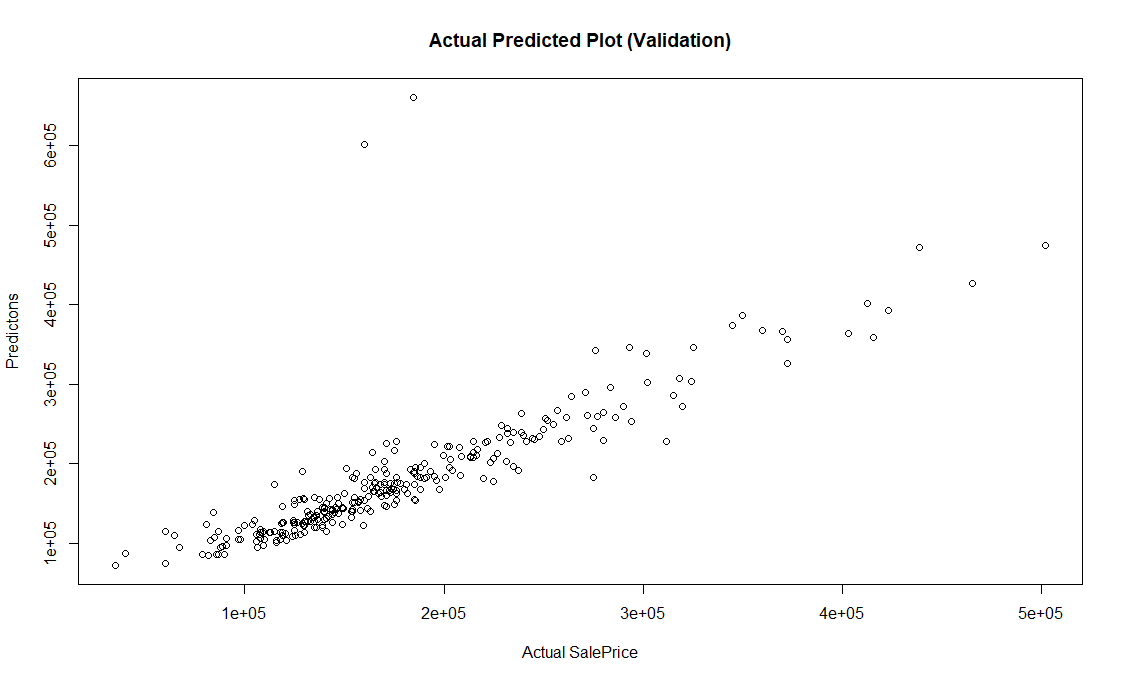 Actual Predicted Plot (Validation)
6e+05
5e+05
4e+05
3e+05
2e+05
1e+05
Predictons
1e+05 2e+05 3e+05 4e+05 5e+05
Actual SalePrice